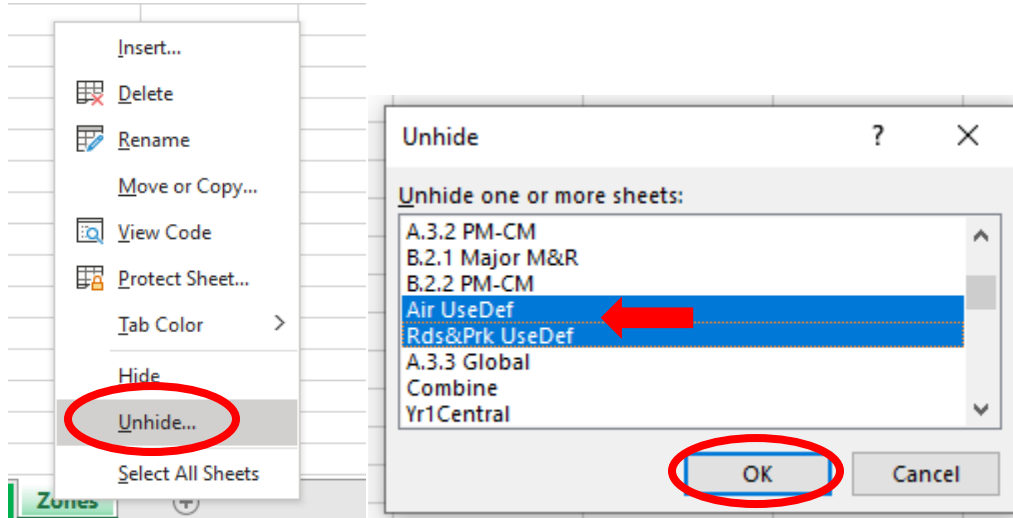 Insert...
Delete
Rename
Move or Copy...
View Code
Protect Sheet...
Tab Color
Hide
Unhide...
Select All Sheets
Zones
Unhide
?
Unhide one or more sheets:
A.3.2 PM-CM
B.2.1 Major M&R
B.2.2 PM-CM
Air UseDef
Rds&Prk UseDef
A.3.3 Global
Combine
Yr1Central
OK
Cancel